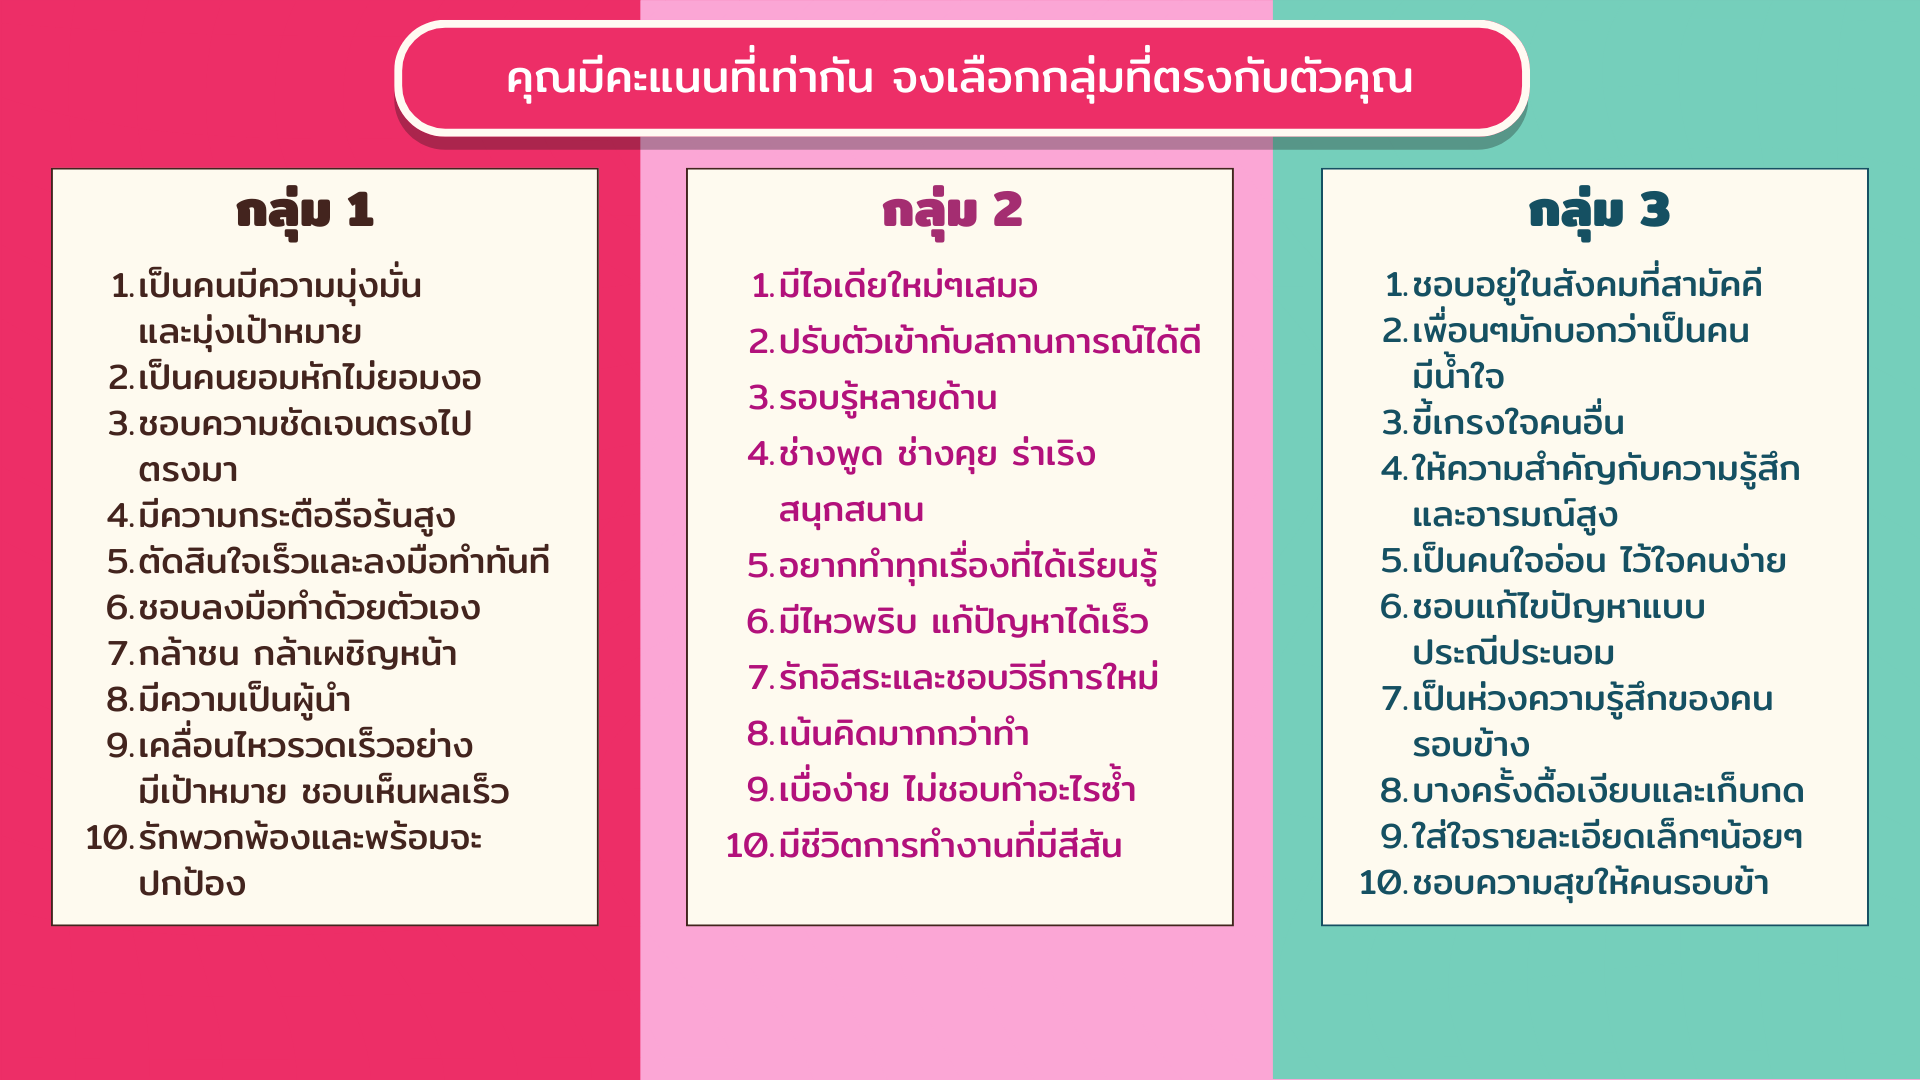 คุณมีคะแนนที่เท่ากัน จงเลือกกลุ่มที่ตรงกับตัวคุณ
กลุ่ม 1
1. เป็นคนมีความมุ่งมั่น
และมุ่งเป้าหมาย
2. เป็นคนยอมหักไม่ยอมงอ
3. ชอบความชัดเจนตรงไป
ตรงมา
4. มีความกระตือรือร้นสูง
5. ตัดสินใจเร็วและลงมือทำทันที
6. ชอบลงมือทำด้วยตัวเอง
7. กล้าชน กล้าเผชิญหน้า
8. มีความเป็นผู้นำ
9. เคลื่อนไหวรวดเร็วอย่าง
มีเป้าหมาย ชอบเห็นผลเร็ว
10. รักพวกพ้องและพร้อมจะ
ปกป้อง
กลุ่ม 2
1. มีไอเดียใหม่ๆเสมอ
2. ปรับตัวเข้ากับสถานการณ์ได้ดี
3. รอบรู้หลายด้าน
4. ช่างพูด ช่างคุย ร่าเริง
สนุกสนาน
5. อยากทำทุกเรื่องที่ได้เรียนรู้
6. มีไหวพริบ แก้ปัญหาได้เร็ว
7. รักอิสระและชอบวิธีการใหม่
8. เน้นคิดมากกว่าทำ
9. เบื่อง่าย ไม่ชอบทำอะไรซ้ำ
10. มีชีวิตการทำงานที่มีสีสัน
กลุ่ม 3
1. ชอบอยู่ในสังคมที่สามัคคี
2. เพื่อนๆมักบอกว่าเป็นคน
มีน้ำใจ
3. ขี้เกรงใจคนอื่น
4. ให้ความสำคัญกับความรู้สึก
และอารมณ์สูง
5. เป็นคนใจอ่อน ไว้ใจคนง่าย
6. ชอบแก้ไขปัญหาแบบ
ประณีประนอม
7. เป็นห่วงความรู้สึกของคน
รอบข้าง
8. บางครั้งดื้อเงียบและเก็บกด
9. ใส่ใจรายละเอียดเล็กๆน้อยๆ
10. ชอบความสุขให้คนรอบข้า